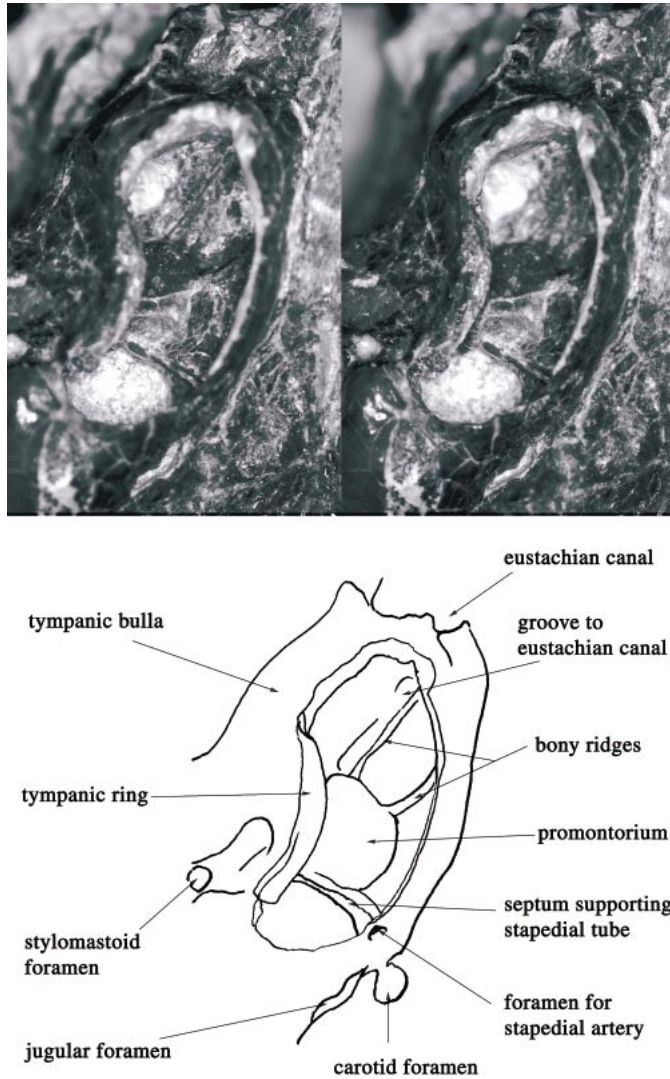 eustachian canal
tympanic bulla
groove to
eustachian canal
bony ridges
tympanic ring
promontorium
septum supporting
stapedial tube
stylomastoid
foramen
foramen for
stapedial artery
jugular foramen
carotid foramen